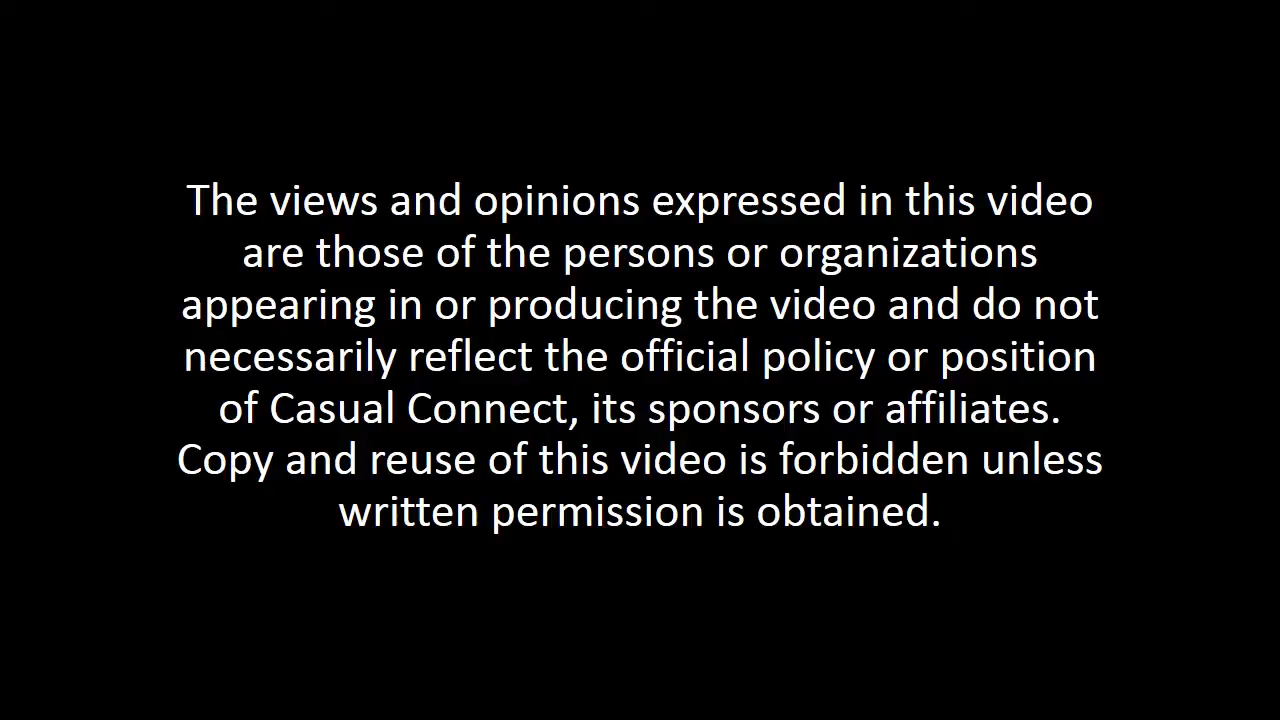 The views and opinions expressed in this video
are those of the persons or organizations
appearing in or producing the video and do not
necessarily reflect the official policy or position
of Casual Connect, its sponsors or affiliates.
Copy and reuse of this video is forbidden unless
written permission is obtained.